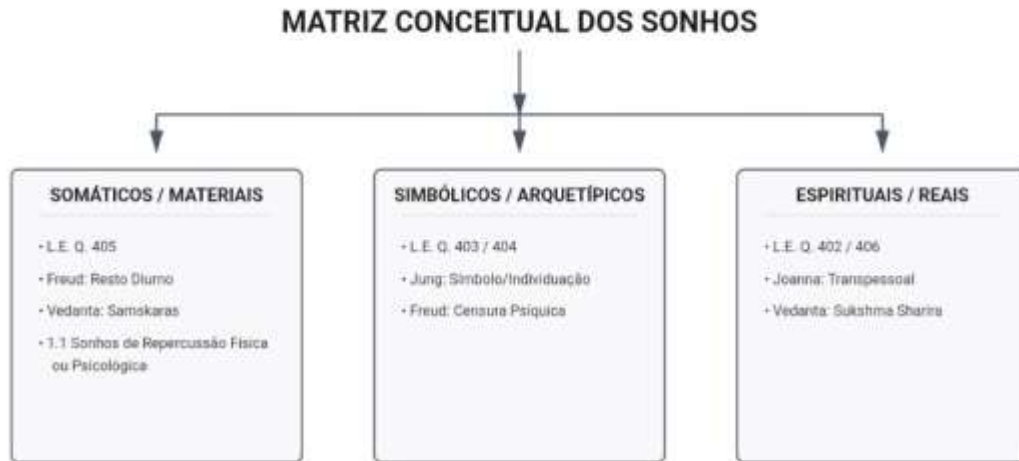 MATRIZ CONCEITUAL DOS SONHOS
SOMÁTICOS / MATERIAIS
• L.E. Q. 405
• Freud: Resto Diurno
• Vedanta: Samskaras
• 1.1 Sonhos de Repercussão Física
ou Psicológica
SIMBÓLICOS / ARQUETÍPICOS
• L.E. Q. 403 / 404
• Jung: Símbolo/Individuação
• Freud: Censura Psíquica
ESPIRITUAIS / REAIS
• L.E. Q. 402 / 406
• Joanna: Transpessoal
• Vedanta: Sukshma Sharira